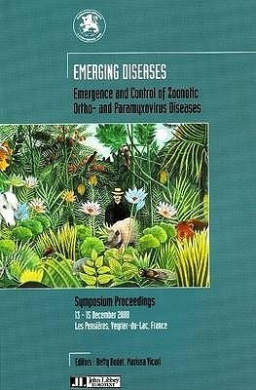 EMERGING DISEASES
Emergence and Control of Zoonotic
Ortho- and Paramyxovirus Diseases
Symposium Proceedings
13 - 15 December 2000
Les Pensières, Veyrier-du-Lac, France
Editors - Betty Dodet, Marissa Vicari
John Libbey
EUROTEXT